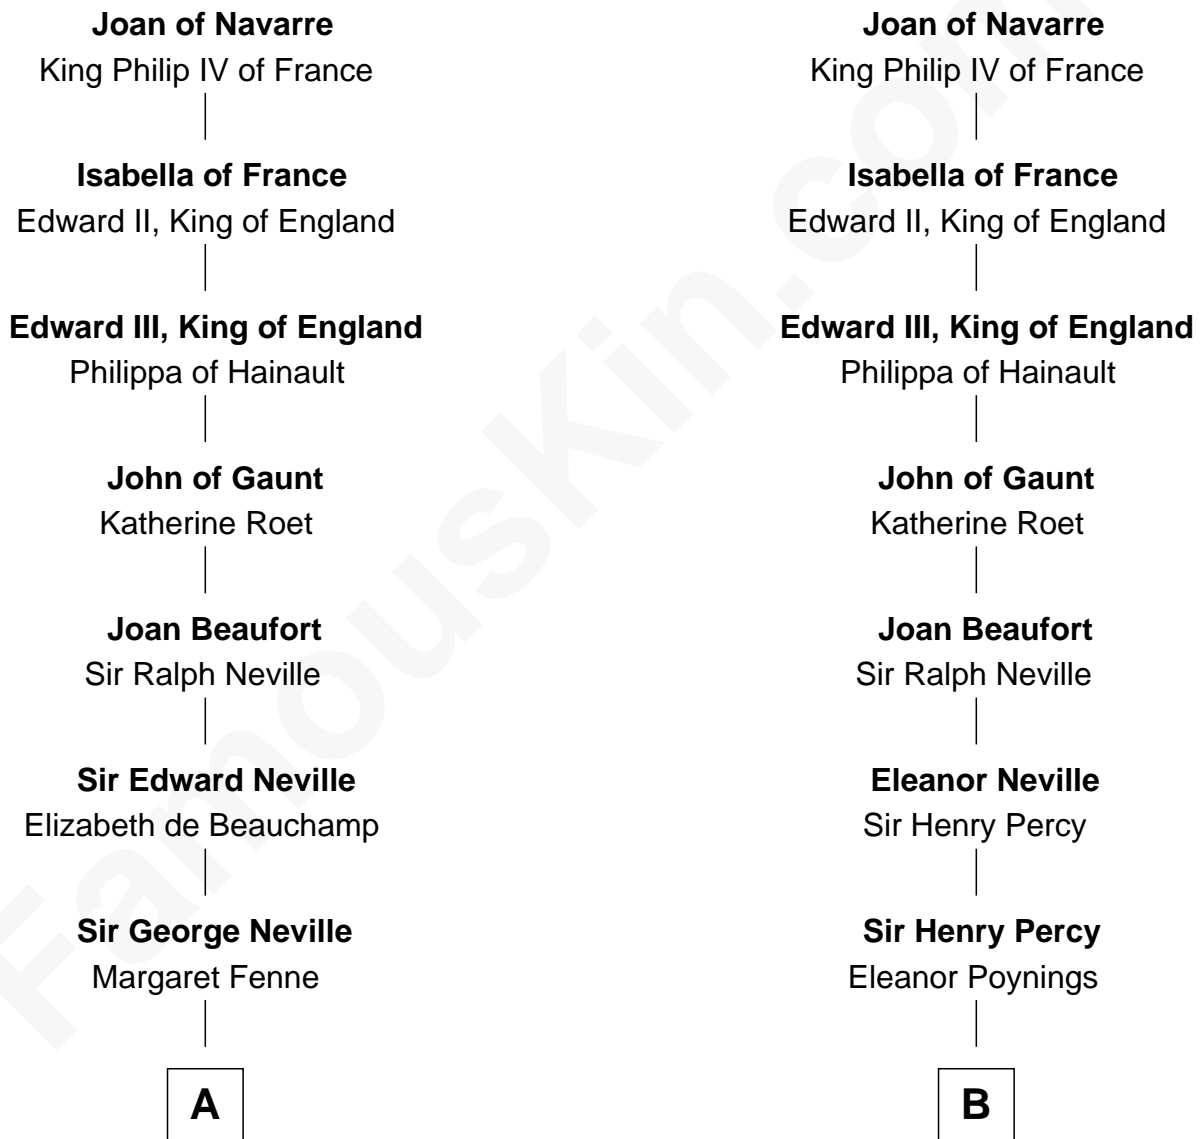 Joan of Navarre
King Philip IV of France
Isabella of France
Edward II, King of England
Edward III, King of England
Philippa of Hainault
John of Gaunt
Katherine Roet
Joan Beaufort
Sir Ralph Neville
Sir Edward Neville
Elizabeth de Beauchamp
Sir George Neville
Margaret Fenne
A
Joan of Navarre
King Philip IV of France
Isabella of France
Edward II, King of England
Edward III, King of England
Philippa of Hainault
John of Gaunt
Katherine Roet
Joan Beaufort
Sir Ralph Neville
Eleanor Neville
Sir Henry Percy
Sir Henry Percy
Eleanor Poynings
B
FamousKin.com